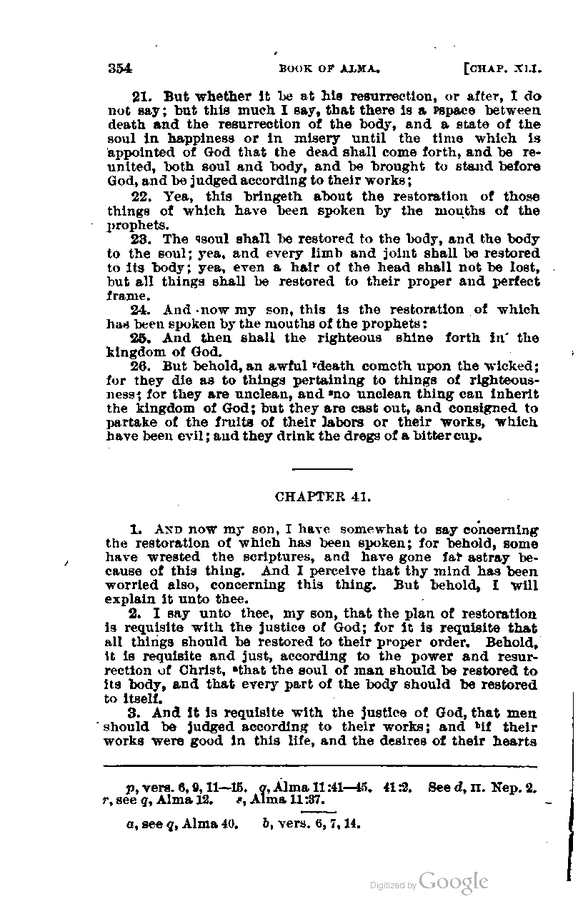 354 BOOK OF ALMA. [CHAP. XLI.
21. But whether it be at his resurrection, or after, I do
not say; but this much I say, that there is a pspace between
death and the resurrection of the body, and a state of the
soul in happiness or in misery until the time which is
appointed of God that the dead shall come forth, and be re-
united, both soul and body, and be brought to stand before
God, and be judged according to their works;
22. Yea, this bringeth about the restoration of those
things of which have been spoken by the mouths of the
prophets.
23. The qsoul shall be restored to the body, and the body
to the soul; yea, and every limb and joint shall be restored
to its body; yea, even a hair of the head shall not be lost,
but all things shall be restored to their proper and perfect
frame.
24. And now my son, this is the restoration of which
has been spoken by the mouths of the prophets:
25. And then shall the righteous shine forth in the
kingdom of God.
26. But behold, an awful rdeath cometh upon the wicked;
for they die as to things pertaining to things of righteous-
ness; for they are unclean, and sno unclean thing can inherit
the kingdom of God; but they are cast out, and consigned to
partake of the fruits of their labors or their works, which
have been evil; and they drink the dregs of a bitter cup.
CHAPTER 41.
1. AND now my son, I have somewhat to say concerning
the restoration of which has been spoken; for behold, some
have wrested the scriptures, and have gone far astray be-
cause of this thing. And I perceive that thy mind has been
worried also, concerning this thing. But behold, I will
explain it unto thee.
2. I say unto thee, my son, that the plan of restoration
is requisite with the justice of God; for it is requisite that
all things should be restored to their proper order. Behold,
it is requisite and just, according to the power and resur-
rection of Christ, athat the soul of man should be restored to
its body, and that every part of the body should be restored
to itself.
3. And it is requisite with the justice of God, that men
should be judged according to their works; and bif their
works were good in this life, and the desires of their hearts
p, vers. 6, 9, 11—15. q, Alma 11:41—45. 41:2. See d, II. Nep. 2.
r, see q, Alma 12. s, Alma 11:37.
a, see q, Alma 40. b, vers. 6, 7, 14.
Digitized by Google